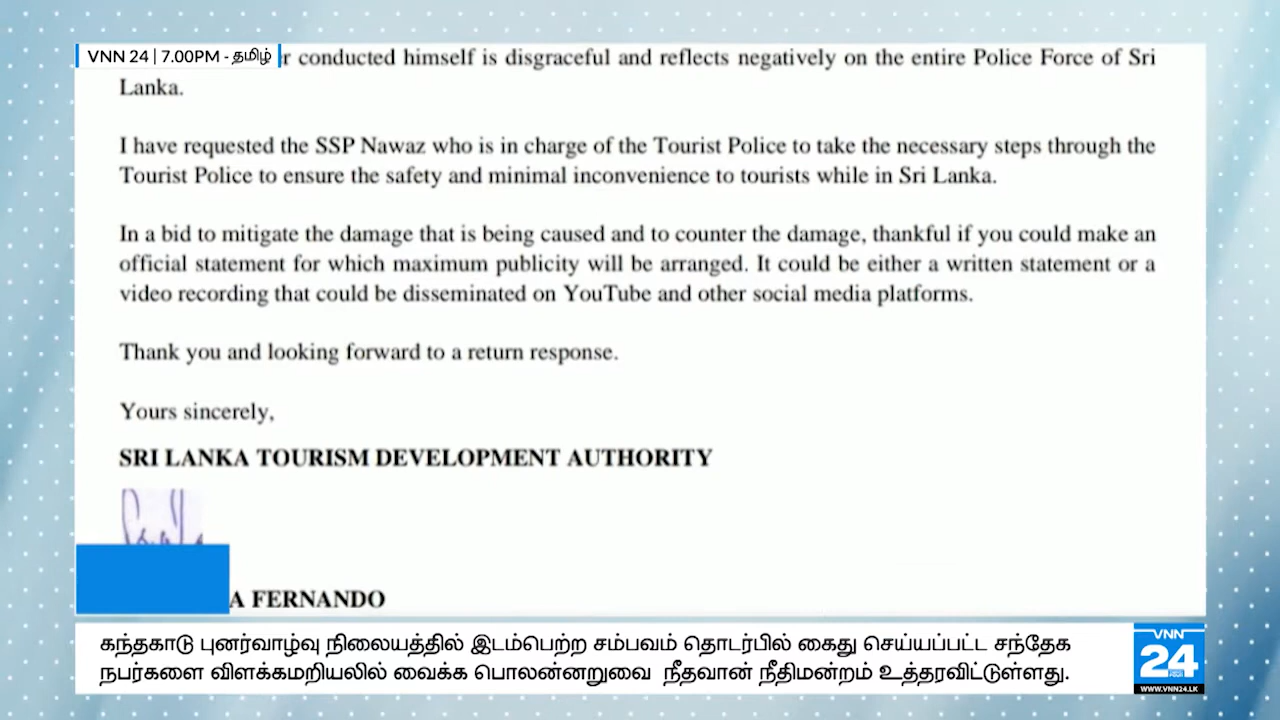 VNN 24 | 7.00PM - தமிழ்
r conducted himself is disgraceful and reflects negatively on the entire Police Force of Sri
Lanka.
I have requested the SSP Nawaz who is in charge of the Tourist Police to take the necessary steps through the
Tourist Police to ensure the safety and minimal inconvenience to tourists while in Sri Lanka.
In a bid to mitigate the damage that is being caused and to counter the damage, thankful if you could make an
official statement for which maximum publicity will be arranged. It could be either a written statement or a
video recording that could be disseminated on YouTube and other social media platforms.
Thank you and looking forward to a return response.
Yours sincerely,
SRI LANKA TOURISM DEVELOPMENT AUTHORITY
A FERNANDO
கந்தகாடு புனர்வாழ்வு நிலையத்தில் இடம்பெற்ற சம்பவம் தொடர்பில் கைது செய்யப்பட்ட சந்தேக
நபர்களை விளக்கமறியலில் வைக்க பொலன்னறுவை நீதவான் நீதிமன்றம் உத்தரவிட்டுள்ளது.
VNN
24
WWW.VNN24.LK